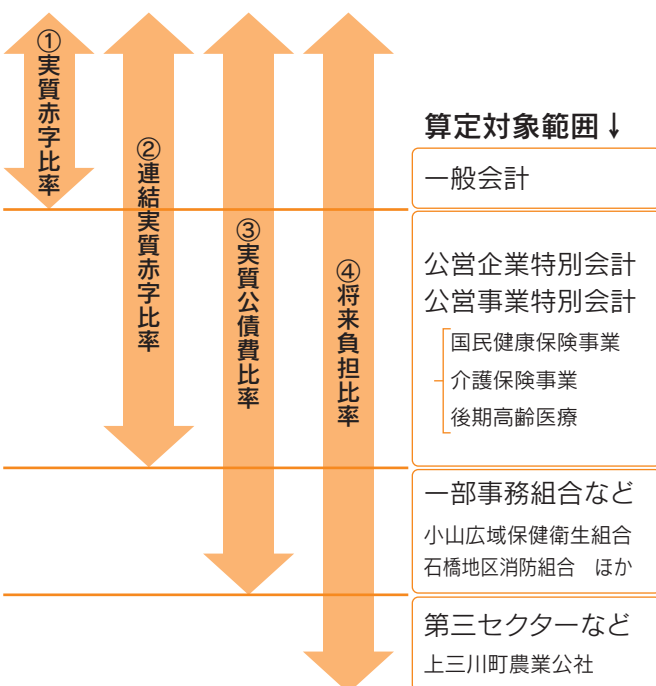 ①実質赤字比率
②連結実質赤字比率
③実質公債費比率
④将来負担比率
算定対象範囲↓
一般会計
公営企業特別会計
公営事業特別会計
国民健康保険事業
介護保険事業
後期高齢医療
一部事務組合など
小山広域保健衛生組合
石橋地区消防組合　ほか
第三セクターなど
上三川町農業公社